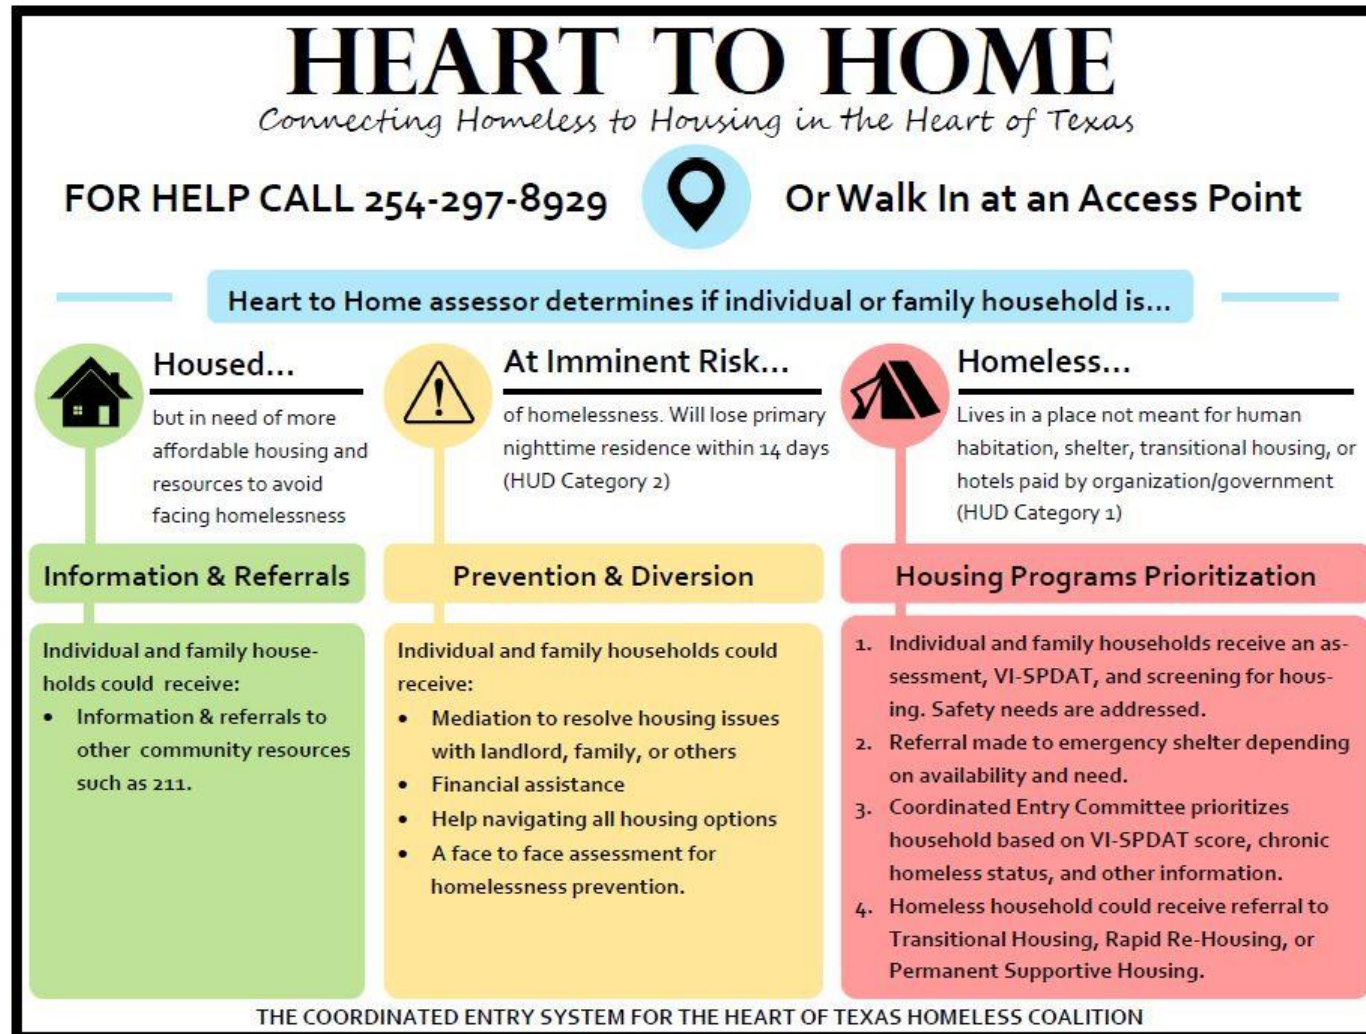 HEART TO HOME
Connecting Homeless to Housing in the Heart of Texas
FOR HELP CALL 254-297-8929
Or Walk In at an Access Point
Heart to Home assessor determines if individual or family household is...
Housed...
but in need of more
affordable housing and
resources to avoid
facing homelessness
Information & Referrals
Individual and family house-
holds could receive:
• Information & referrals to
other community resources
such as 211.
At Imminent Risk...
of homelessness. Will lose primary
nighttime residence within 14 days
(HUD Category 2)
Prevention & Diversion
Individual and family households could
receive:
• Mediation to resolve housing issues
with landlord, family, or others
• Financial assistance
• Help navigating all housing options
• A face to face assessment for
homelessness prevention.
Homeless...
Lives in a place not meant for human
habitation, shelter, transitional housing, or
hotels paid by organization/government
(HUD Category 1)
Housing Programs Prioritization
1. Individual and family households receive an as-
sessment, VI-SPDAT, and screening for hous-
ing. Safety needs are addressed.
2. Referral made to emergency shelter depending
on availability and need.
3. Coordinated Entry Committee prioritizes
household based on VI-SPDAT score, chronic
homeless status, and other information.
4. Homeless household could receive referral to
Transitional Housing, Rapid Re-Housing, or
Permanent Supportive Housing.
THE COORDINATED ENTRY SYSTEM FOR THE HEART OF TEXAS HOMELESS COALITION